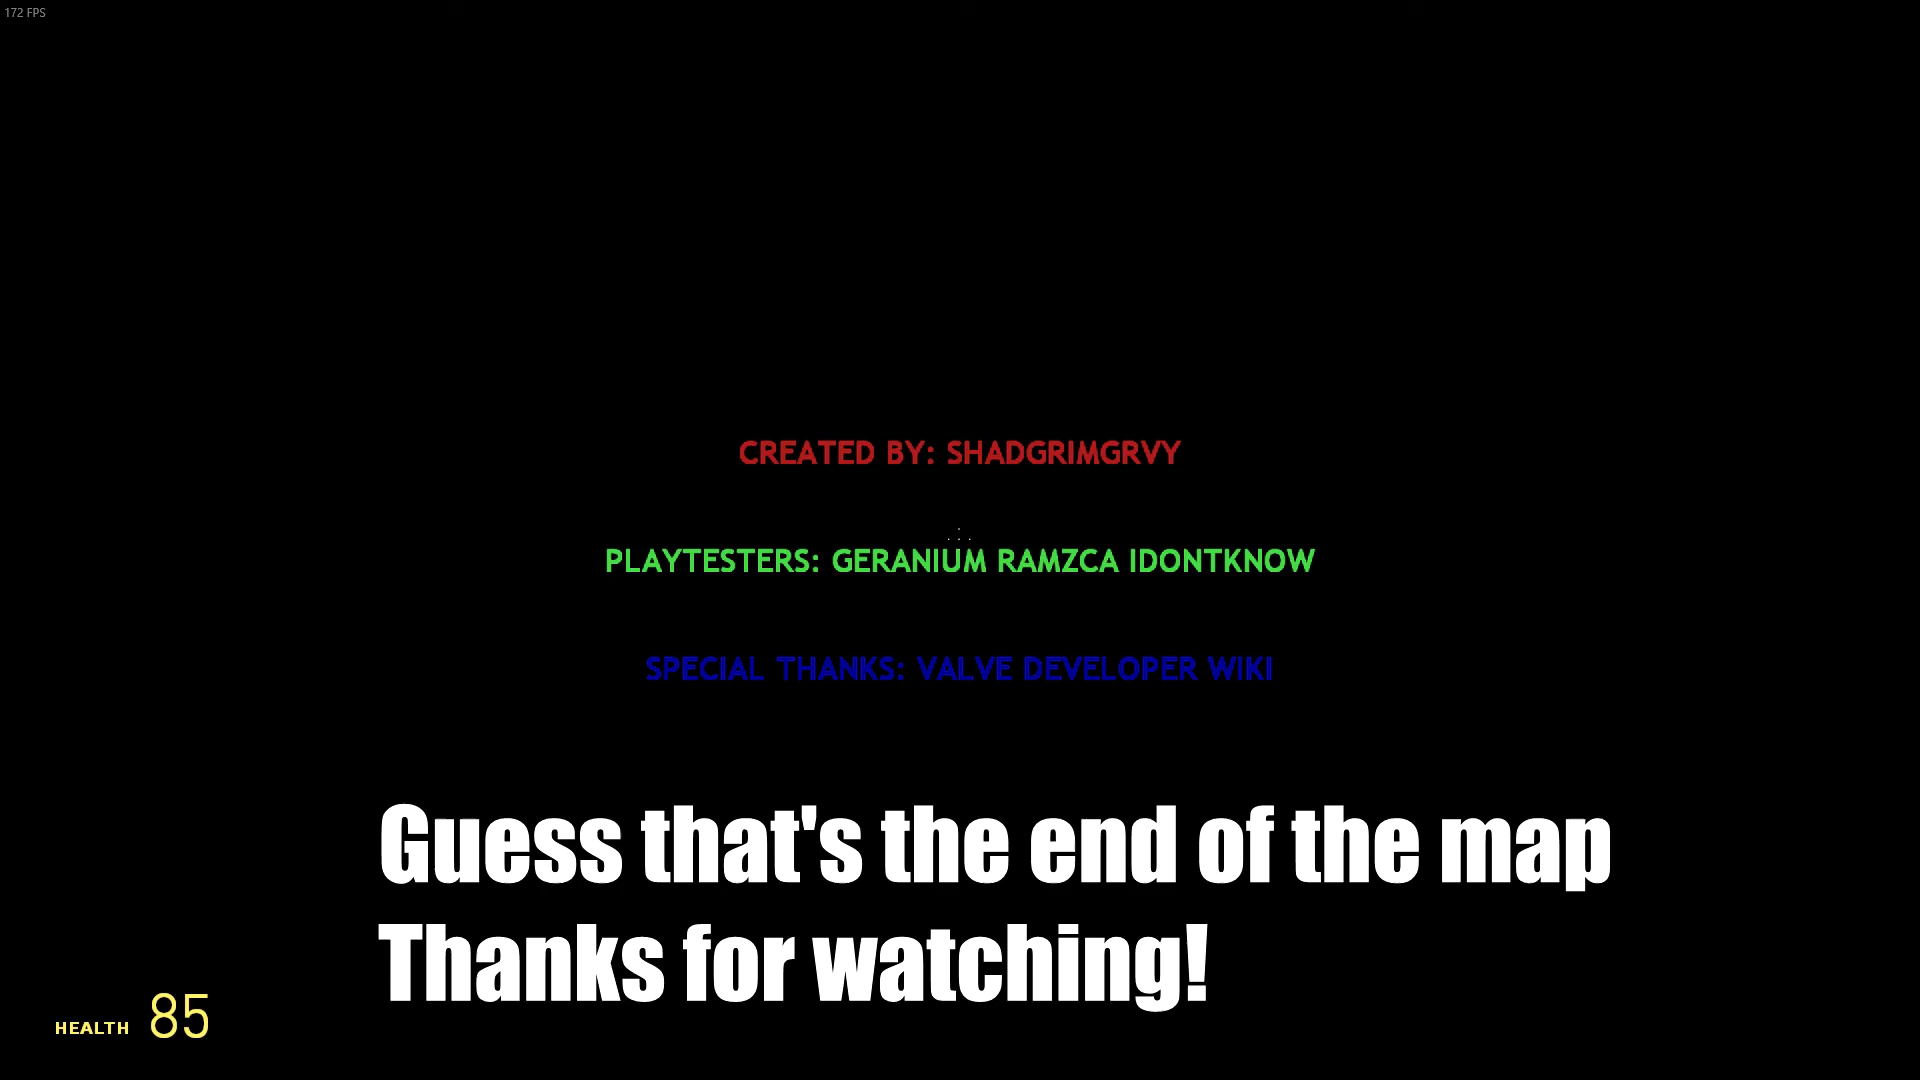 172 FPS
CREATED BY: SHADGRIMGRVY
PLAYTESTERS: GERANIUM RAMZCA IDONTKNOW
SPECIAL THANKS: VALVE DEVELOPER WIKI
Guess that's the end of the map
Thanks for watching!
HEALTH 85